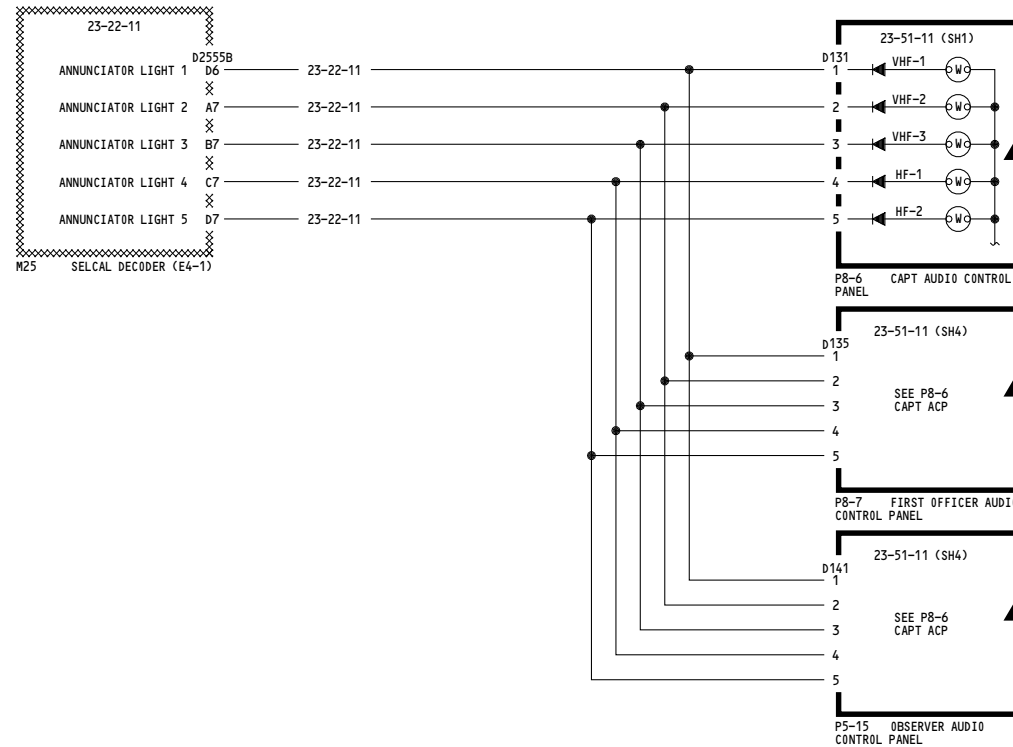 23-22-11
D2555B
ANNUNCIATOR LIGHT 1 D6 23-22-11
ANNUNCIATOR LIGHT 2 A7 23-22-11
ANNUNCIATOR LIGHT 3 B7 23-22-11
ANNUNCIATOR LIGHT 4 C7 23-22-11
ANNUNCIATOR LIGHT 5 D7 23-22-11
M25 SELCAL DECODER (E4-1)
23-51-11 (SH1)
D131
1 VHF-1 W
2 VHF-2 W
3 VHF-3 W
4 HF-1 W
5 HF-2 W
P8-6 CAPT AUDIO CONTROL
PANEL
23-51-11 (SH4)
D135
1
2
3
4
5
SEE P8-6
CAPT ACP
P8-7 FIRST OFFICER AUDI
CONTROL PANEL
23-51-11 (SH4)
D141
1
2
3
4
5
SEE P8-6
CAPT ACP
P5-15 OBSERVER AUDIO
CONTROL PANEL